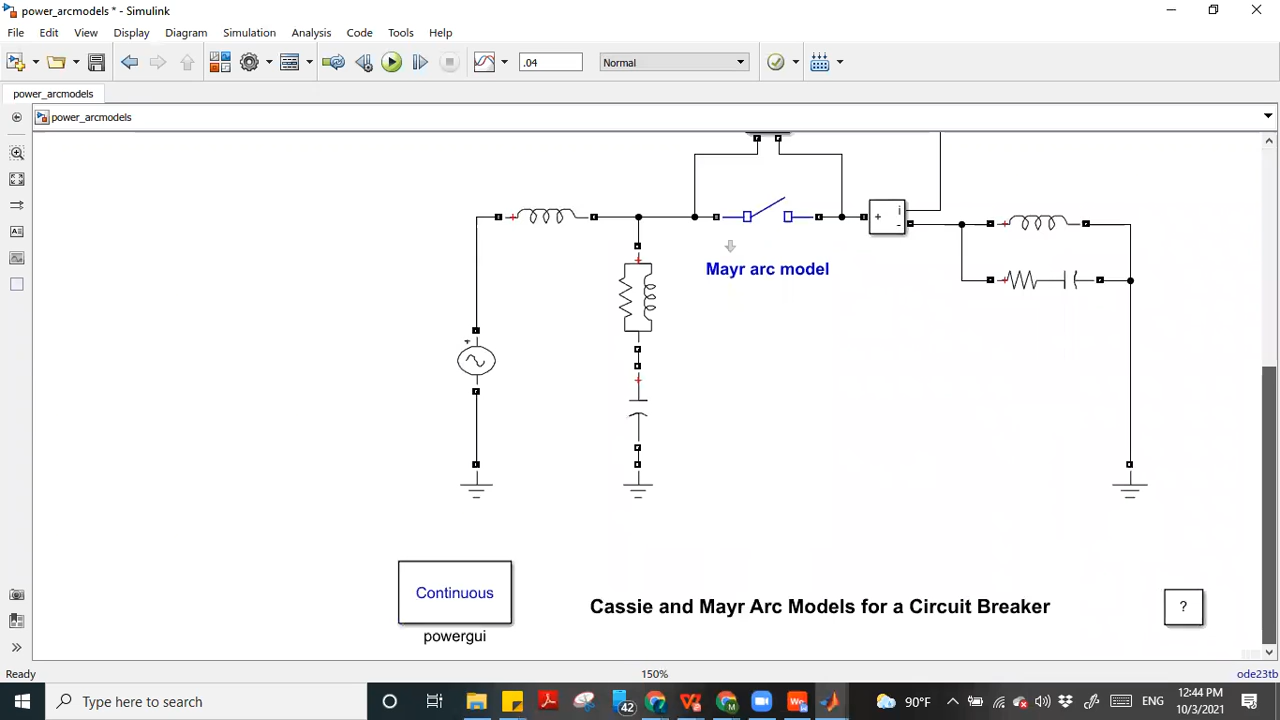 power_arcmodels * - Simulink
File Edit View Display Diagram Simulation Analysis Code Tools Help
.04 Normal
power_arcmodels
power_arcmodels
+ i
-
Mayr arc model
+
Continuous
powergui
Cassie and Mayr Arc Models for a Circuit Breaker
?
Ready 150% ode23tb
Type here to search
42
90°F
ENG
12:44 PM
10/3/2021